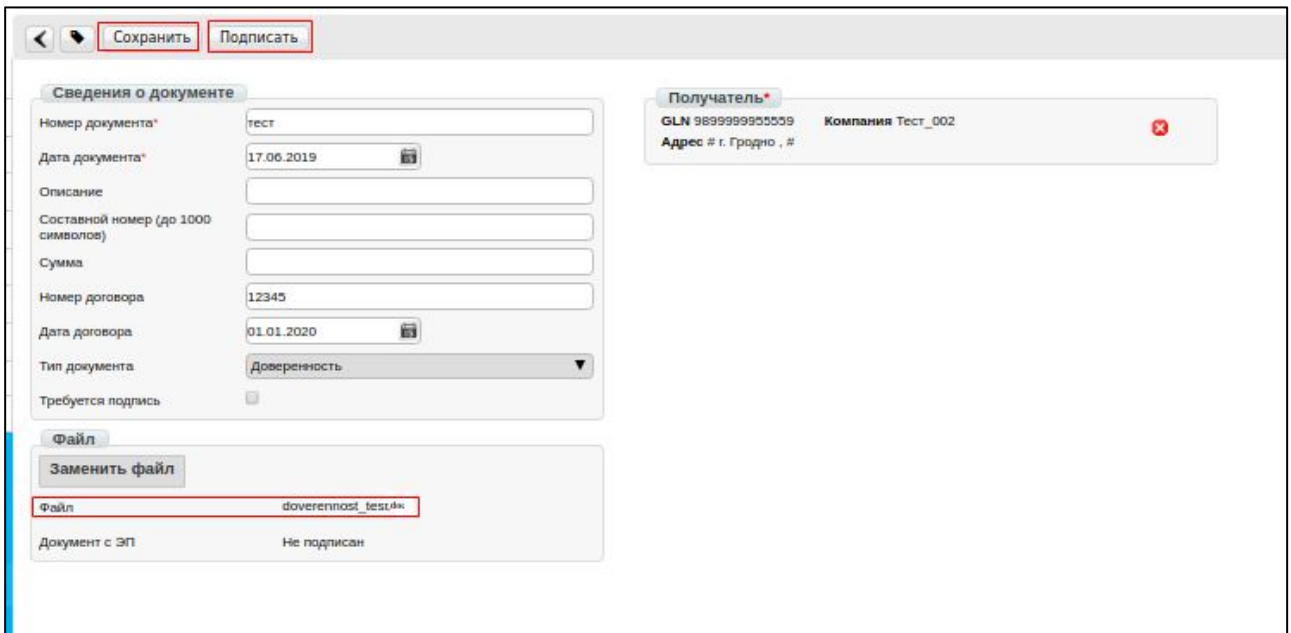 Сохранить Подписать
Сведения о документе
Номер документа* тест
Дата документа* 17.06.2019
Описание
Составной номер (до 1000
символов)
Сумма
Номер договора 12345
Дата договора 01.01.2020
Тип документа Доверенность
Требуется подпись
Файл
Заменить файл
Файл doverennost_test.doc
Документ с ЭП Не подписан
Получатель*
GLN 9899999955559 Компания Тест_002
Адрес # г. Гродно , #